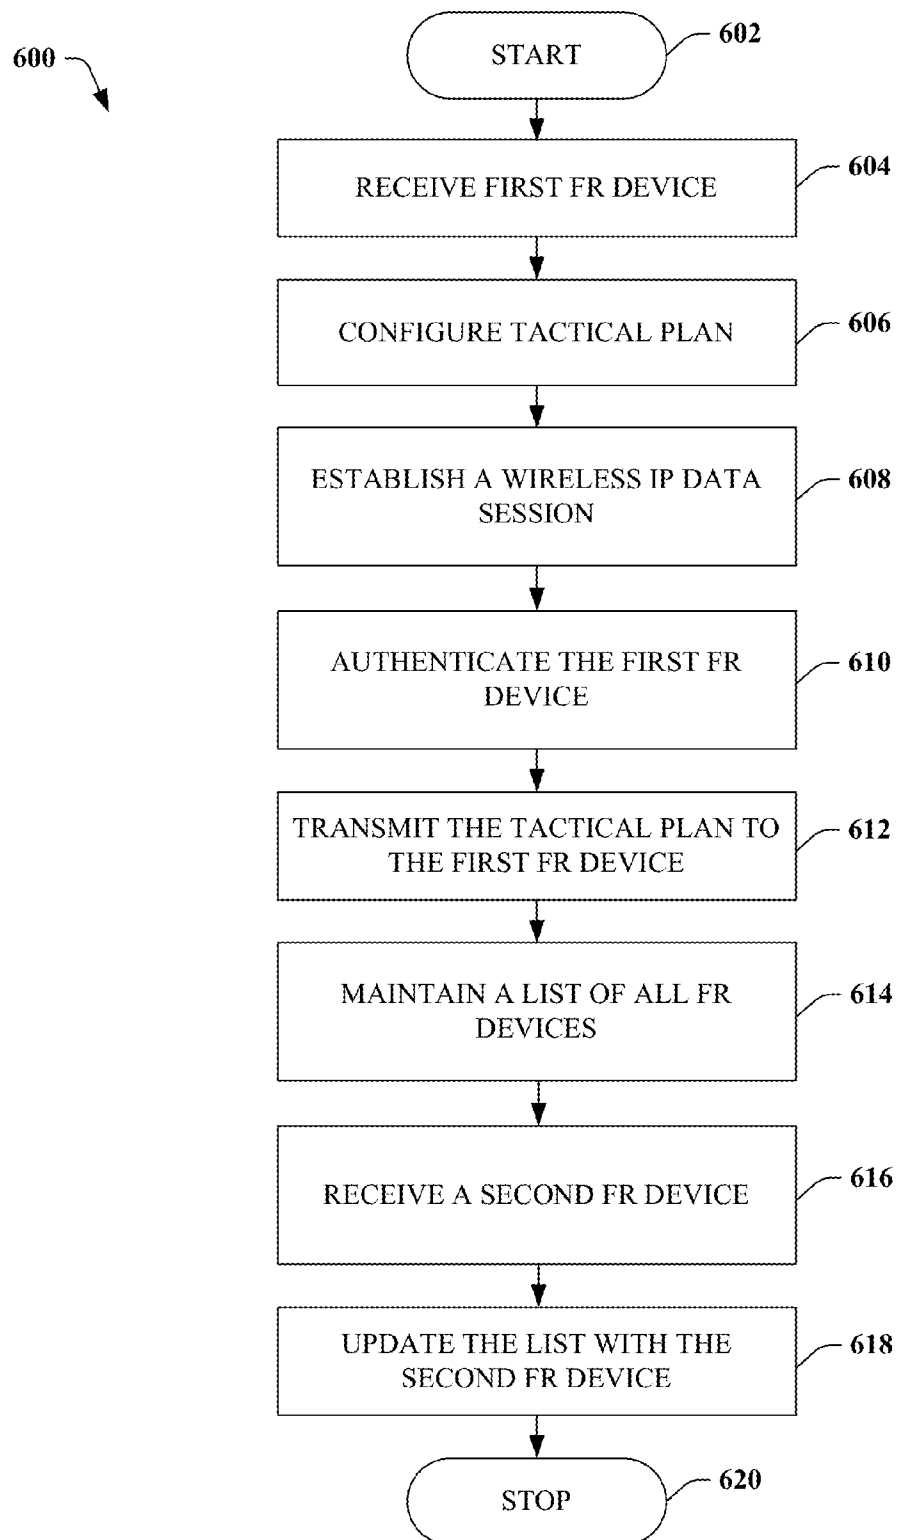 600
START
602
RECEIVE FIRST FR DEVICE
604
CONFIGURE TACTICAL PLAN
606
ESTABLISH A WIRELESS IP DATA
SESSION
608
AUTHENTICATE THE FIRST FR
DEVICE
610
TRANSMIT THE TACTICAL PLAN TO
THE FIRST FR DEVICE
612
MAINTAIN A LIST OF ALL FR
DEVICES
614
RECEIVE A SECOND FR DEVICE
616
UPDATE THE LIST WITH THE
SECOND FR DEVICE
618
STOP
620